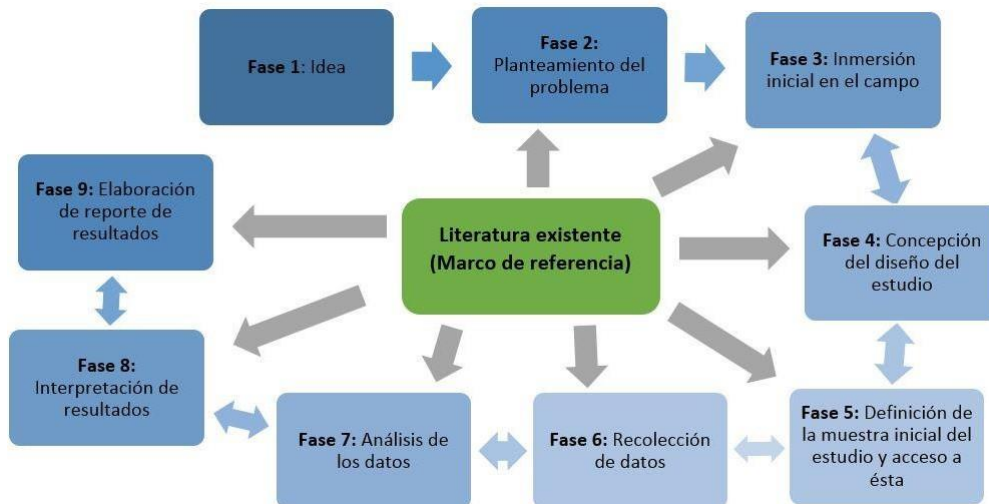 Fase 1: Idea
Fase 2:
Planteamiento del
problema
Fase 3: Inmersión
inicial en el campo
Fase 9: Elaboración
de reporte de
resultados
Literatura existente
(Marco de referencia)
Fase 4: Concepción
del diseño del
estudio
Fase 8:
Interpretación de
resultados
Fase 7: Análisis de
los datos
Fase 6: Recolección
de datos
Fase 5: Definición de
la muestra inicial del
estudio y acceso a
ésta